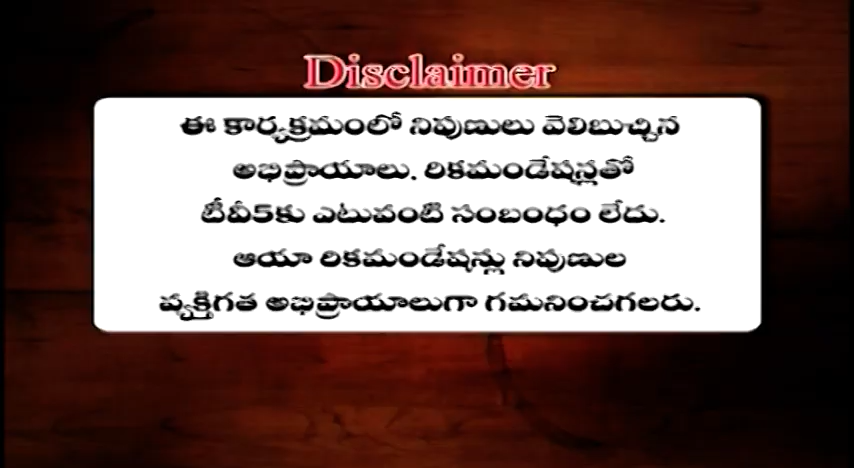 Disclaimer
ఈ కార్యక్రమంలో నిపుణులు వెలిబుచ్చిన
అభిప్రాయాలు. రికమండేషన్లతో
టీవీ5కు ఎటువంటి సంబంధం లేదు.
ఆయా రికమండేషన్లు నిపుణుల
వ్యక్తిగత అభిప్రాయాలుగా గమనించగలరు.